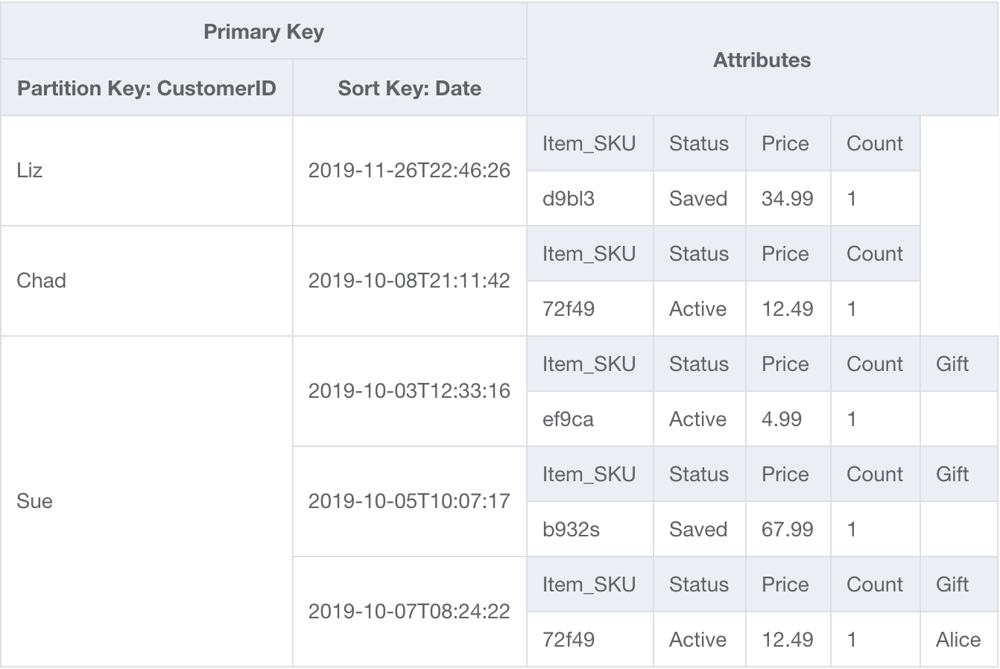 Primary Key
Attributes
Partition Key: CustomerID Sort Key: Date
Item_SKU Status Price Count
Liz 2019-11-26T22:46:26
d9bl3 Saved 34.99 1
Item_SKU Status Price Count
Chad 2019-10-08T21:11:42
72f49 Active 12.49 1
Item_SKU Status Price Count Gift
2019-10-03T12:33:16
ef9ca Active 4.99 1
Item_SKU Status Price Count Gift
Sue 2019-10-05T10:07:17
b932s Saved 67.99 1
Item_SKU Status Price Count Gift
2019-10-07T08:24:22
72f49 Active 12.49 1 Alice